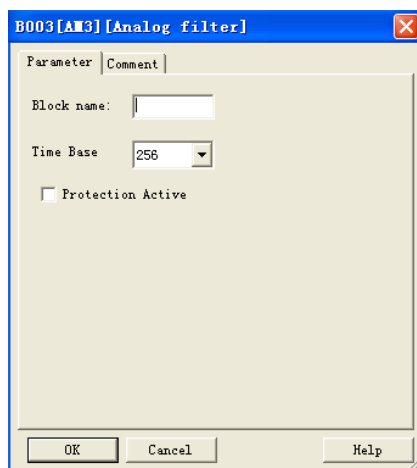 B003[AM3][Analog filter]
Parameter Comment
Block name:
Time Base 256
Protection Active
OK Cancel Help